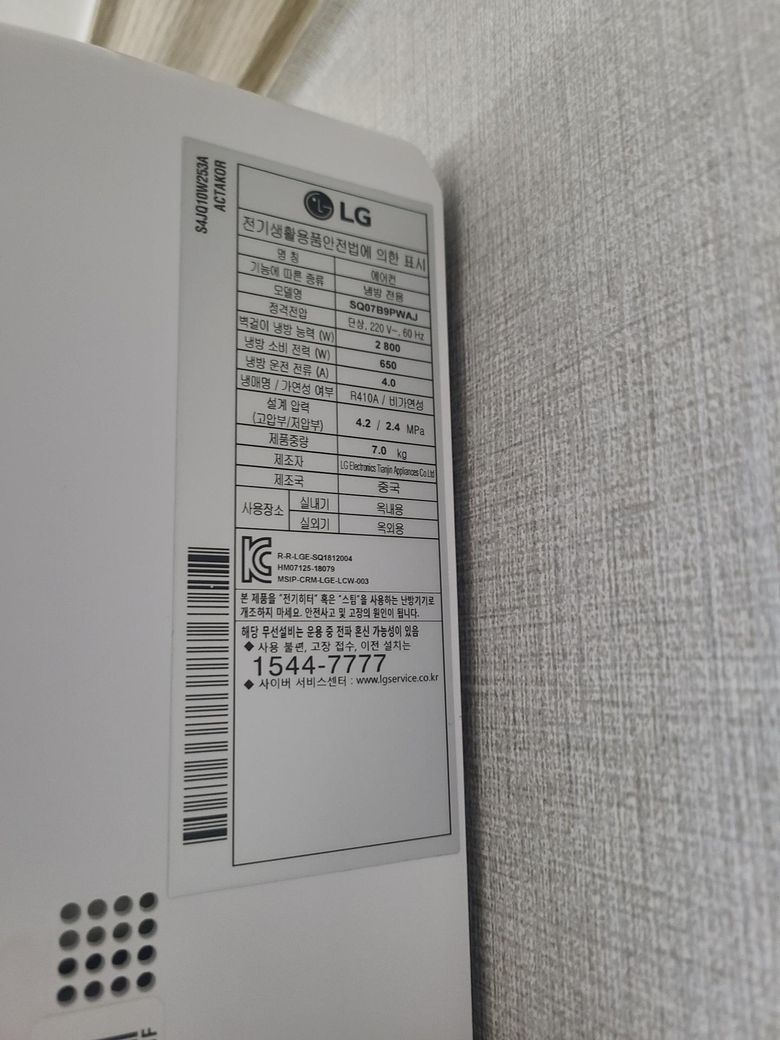 S4JQ10W253A
ACTAKOR
LG
전기생활용품안전법에 의한 표시
명 칭 에어컨
기능에 따른 종류 냉방 전용
모델명 SQ07B9PWAJ
정격전압 단상, 220 V~, 60 Hz
벽걸이 냉방 능력 (W) 2 800
냉방 소비 전력 (W) 650
냉방 운전 전류 (A) 4.0
냉매명 / 가연성 여부 R410A / 비가연성
설계 압력
(고압부/저압부) 4.2 / 2.4 MPa
제품중량 7.0 kg
제조자 LG Electronics Tianjin Appliances Co.Ltd
제조국 중국
사용장소 실내기 옥내용
실외기 옥외용
R-R-LGE-SQ1812004
HM07125-18079
MSIP-CRM-LGE-LCW-003
본 제품을 "전기히터" 혹은 "스팀"을 사용하는 난방기기로
개조하지 마세요. 안전사고 및 고장의 원인이 됩니다.
해당 무선설비는 운용 중 전파 혼신 가능성이 있음
◆ 사용 불편, 고장 접수, 이전 설치는
1544-7777
◆ 사이버 서비스센터 : www.lgservice.co.kr